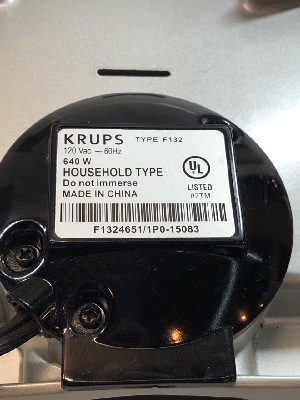 KRUPS TYPE F132
120 Vac ~ 60Hz
640 W
HOUSEHOLD TYPE
Do not immerse
MADE IN CHINA
UL
LISTED
87TM
F1324651/1P0-15083